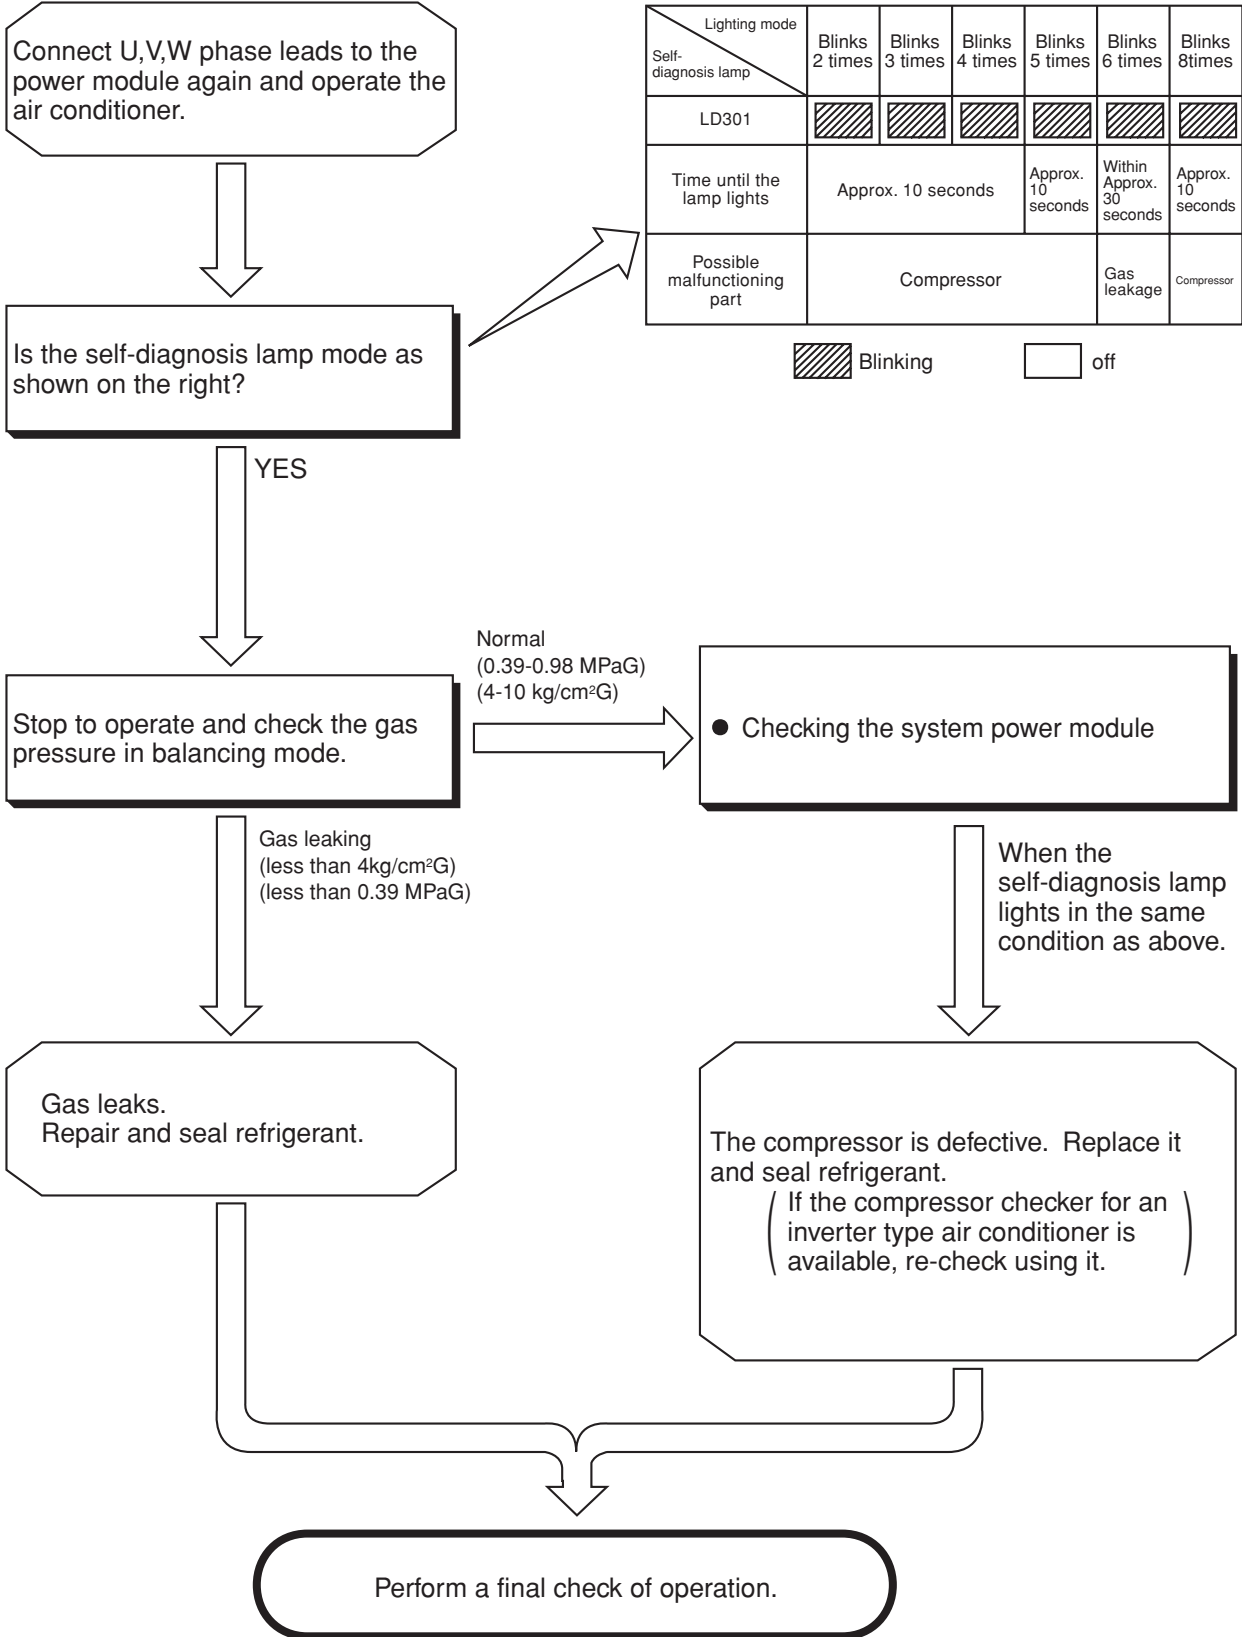 Connect U,V,W phase leads to the
power module again and operate the
air conditioner.
Lighting mode
Self-
diagnosis lamp
Blinks
2 times
Blinks
3 times
Blinks
4 times
Blinks
5 times
Blinks
6 times
Blinks
8times
LD301
Time until the
lamp lights
Approx. 10 seconds
Approx.
10
seconds
Within
Approx.
30
seconds
Approx.
10
seconds
Possible
malfunctioning
part
Compressor
Gas
leakage
Compressor
Blinking
off
Is the self-diagnosis lamp mode as
shown on the right?
YES
Stop to operate and check the gas
pressure in balancing mode.
Normal
(0.39-0.98 MPaG)
(4-10 kg/cm²G)
● Checking the system power module
Gas leaking
(less than 4kg/cm²G)
(less than 0.39 MPaG)
When the
self-diagnosis lamp
lights in the same
condition as above.
Gas leaks.
Repair and seal refrigerant.
The compressor is defective. Replace it
and seal refrigerant.
( If the compressor checker for an
inverter type air conditioner is
available, re-check using it. )
Perform a final check of operation.